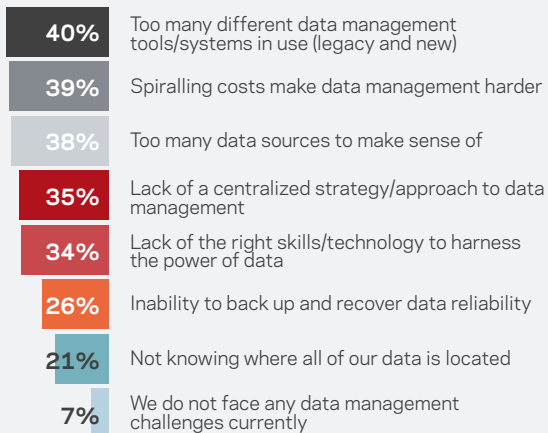 40%
Too many different data management
tools/systems in use (legacy and new)
39%
Spiralling costs make data management harder
38%
Too many data sources to make sense of
35%
Lack of a centralized strategy/approach to data
management
34%
Lack of the right skills/technology to harness
the power of data
26%
Inability to back up and recover data reliability
21%
Not knowing where all of our data is located
7%
We do not face any data management
challenges currently